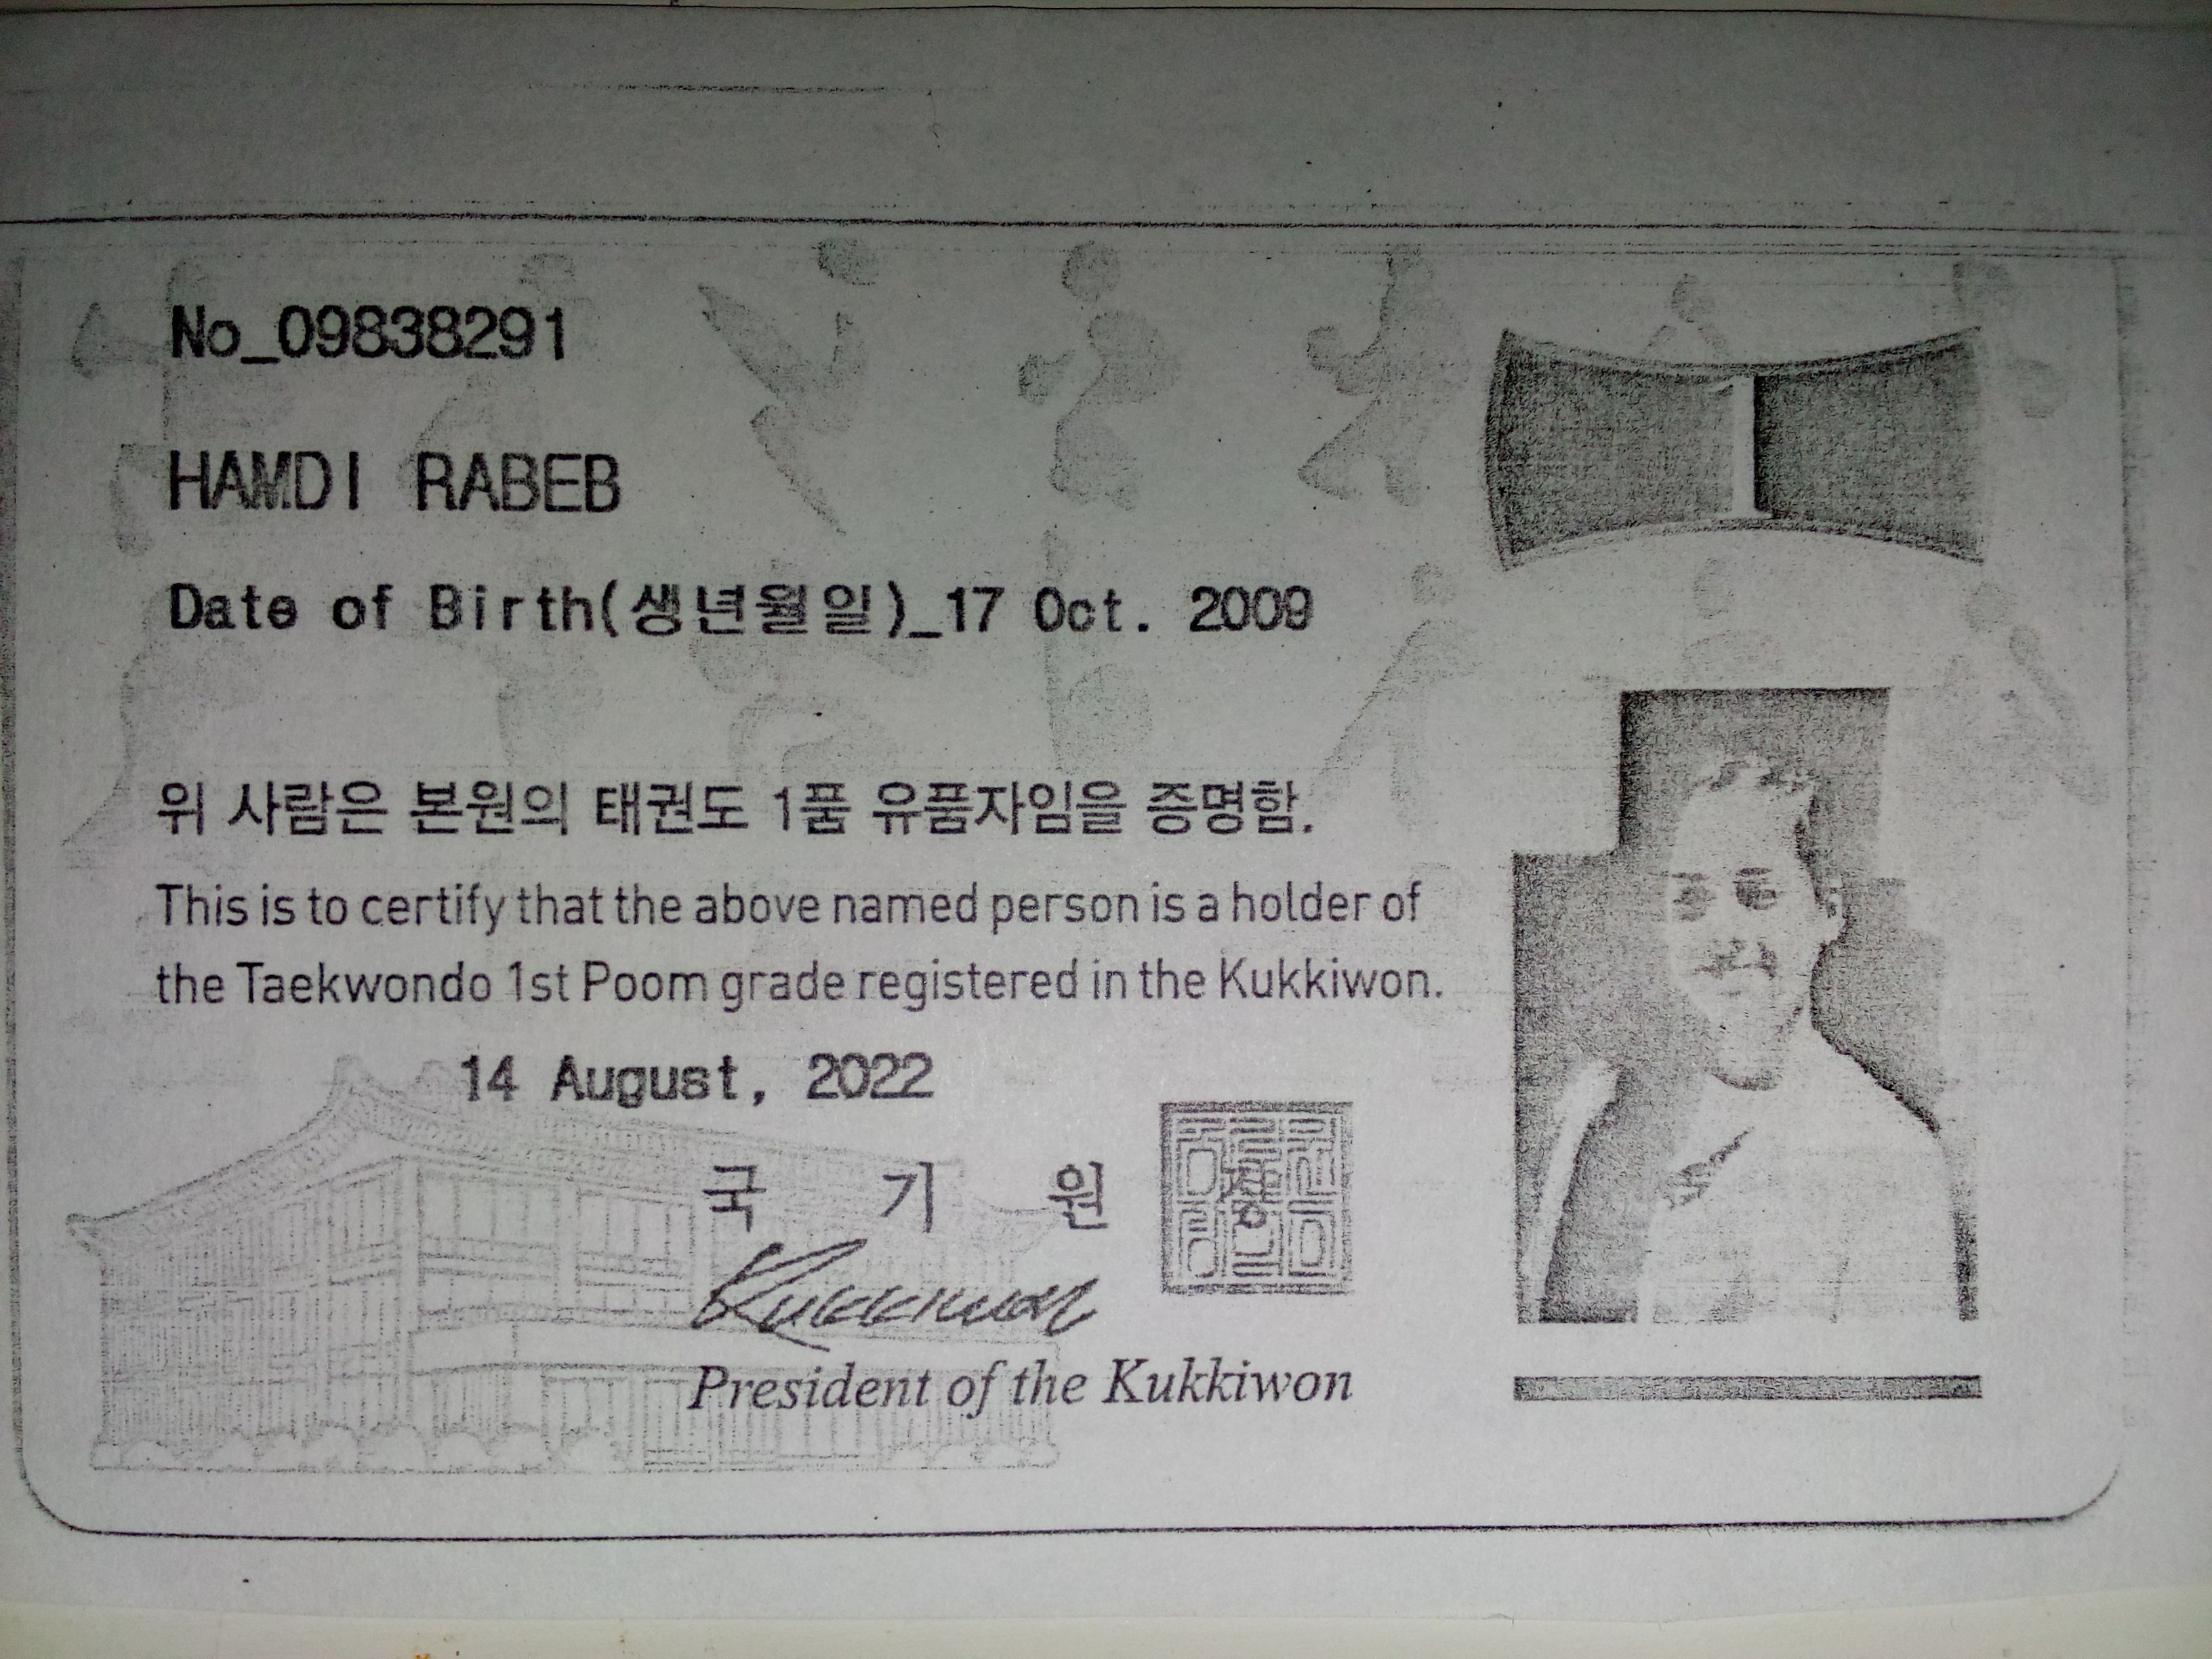 No_09838291
HAMDI RABEB
Date of Birth(생년월일)_17 Oct. 2009
위 사람은 본원의 태권도 1품 유품자임을 증명함.
This is to certify that the above named person is a holder of
the Taekwondo 1st Poom grade registered in the Kukkiwon.
14 August, 2022
국 기 원 장
Kukkiwon
President of the Kukkiwon